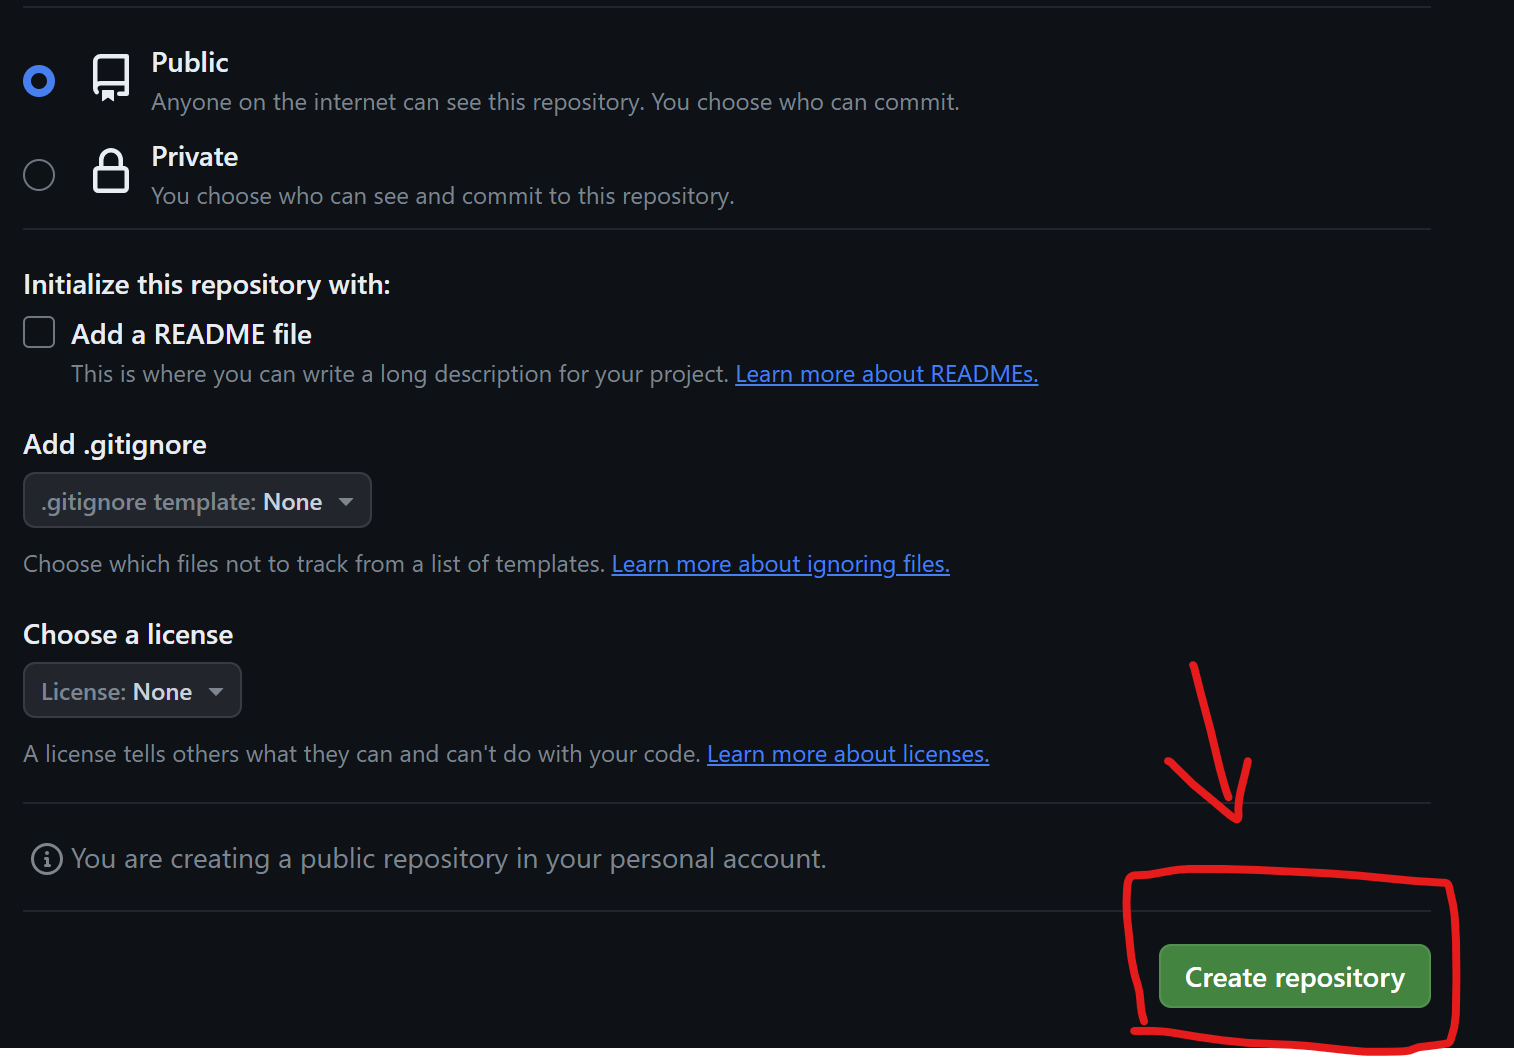 Public
Anyone on the internet can see this repository. You choose who can commit.
Private
You choose who can see and commit to this repository.
Initialize this repository with:
Add a README file
This is where you can write a long description for your project. Learn more about READMEs.
Add .gitignore
.gitignore template: None
Choose which files not to track from a list of templates. Learn more about ignoring files.
Choose a license
License: None
A license tells others what they can and can't do with your code. Learn more about licenses.
You are creating a public repository in your personal account.
Create repository